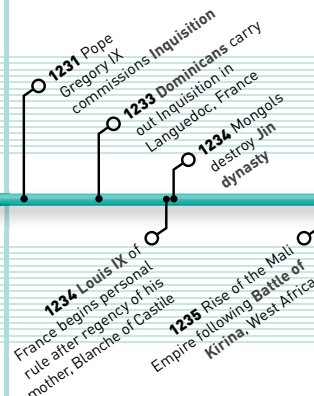 1231 Pope
Gregory IX
commissions Inquisition
1233 Dominicans carry
out Inquisition in
Languedoc, France
1234 Mongols
destroy Jin
dynasty
1234 Louis IX of
France begins personal
rule after regency of his
mother, Blanche of Castile
1235 Rise of the Mali
Empire following Battle of
Kirina, West Africa